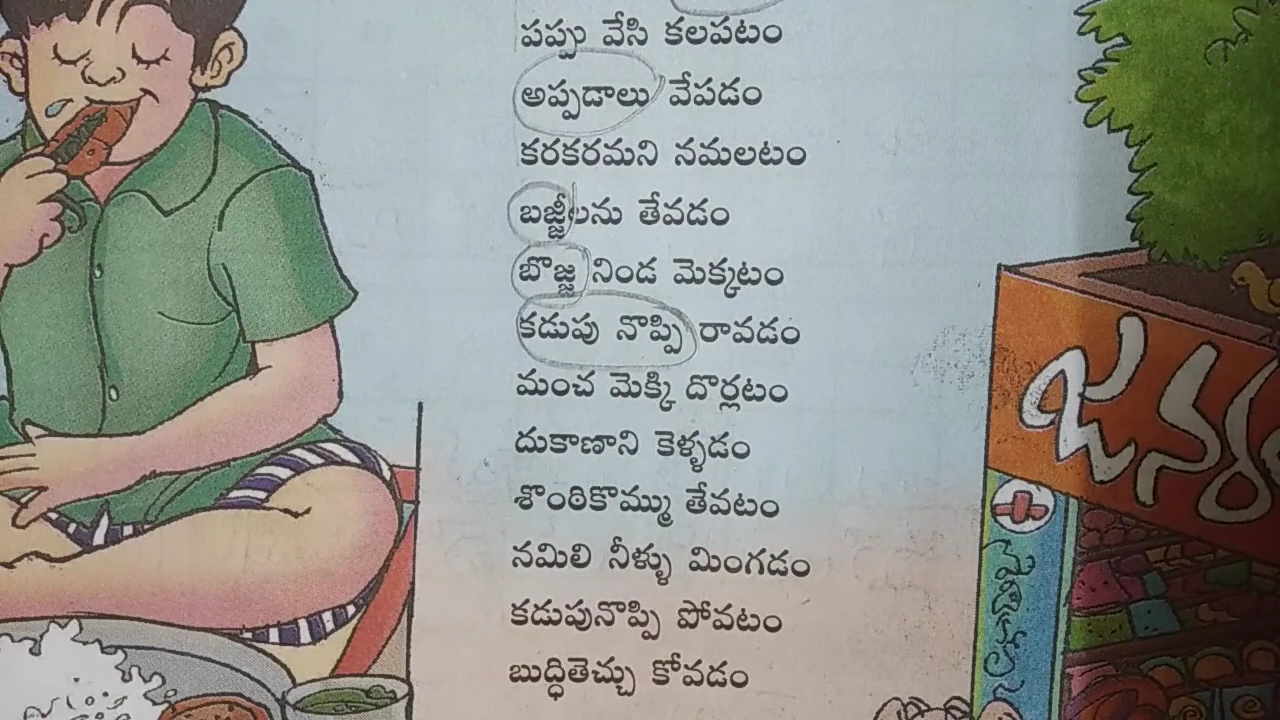 పప్పు వేసి కలపటం
అప్పడాలు వేపడం
కరకరమని నమలటం
బజ్జీలను తేవడం
బొజ్జ నిండ మెక్కటం
కడుపు నొప్పి రావడం
మంచ మెక్కి దొర్లటం
దుకాణాని కెళ్ళడం
శొంఠికొమ్ము తేవటం
నమిలి నీళ్ళు మింగడం
కడుపునొప్పి పోవటం
బుద్ధితెచ్చు కోవడం